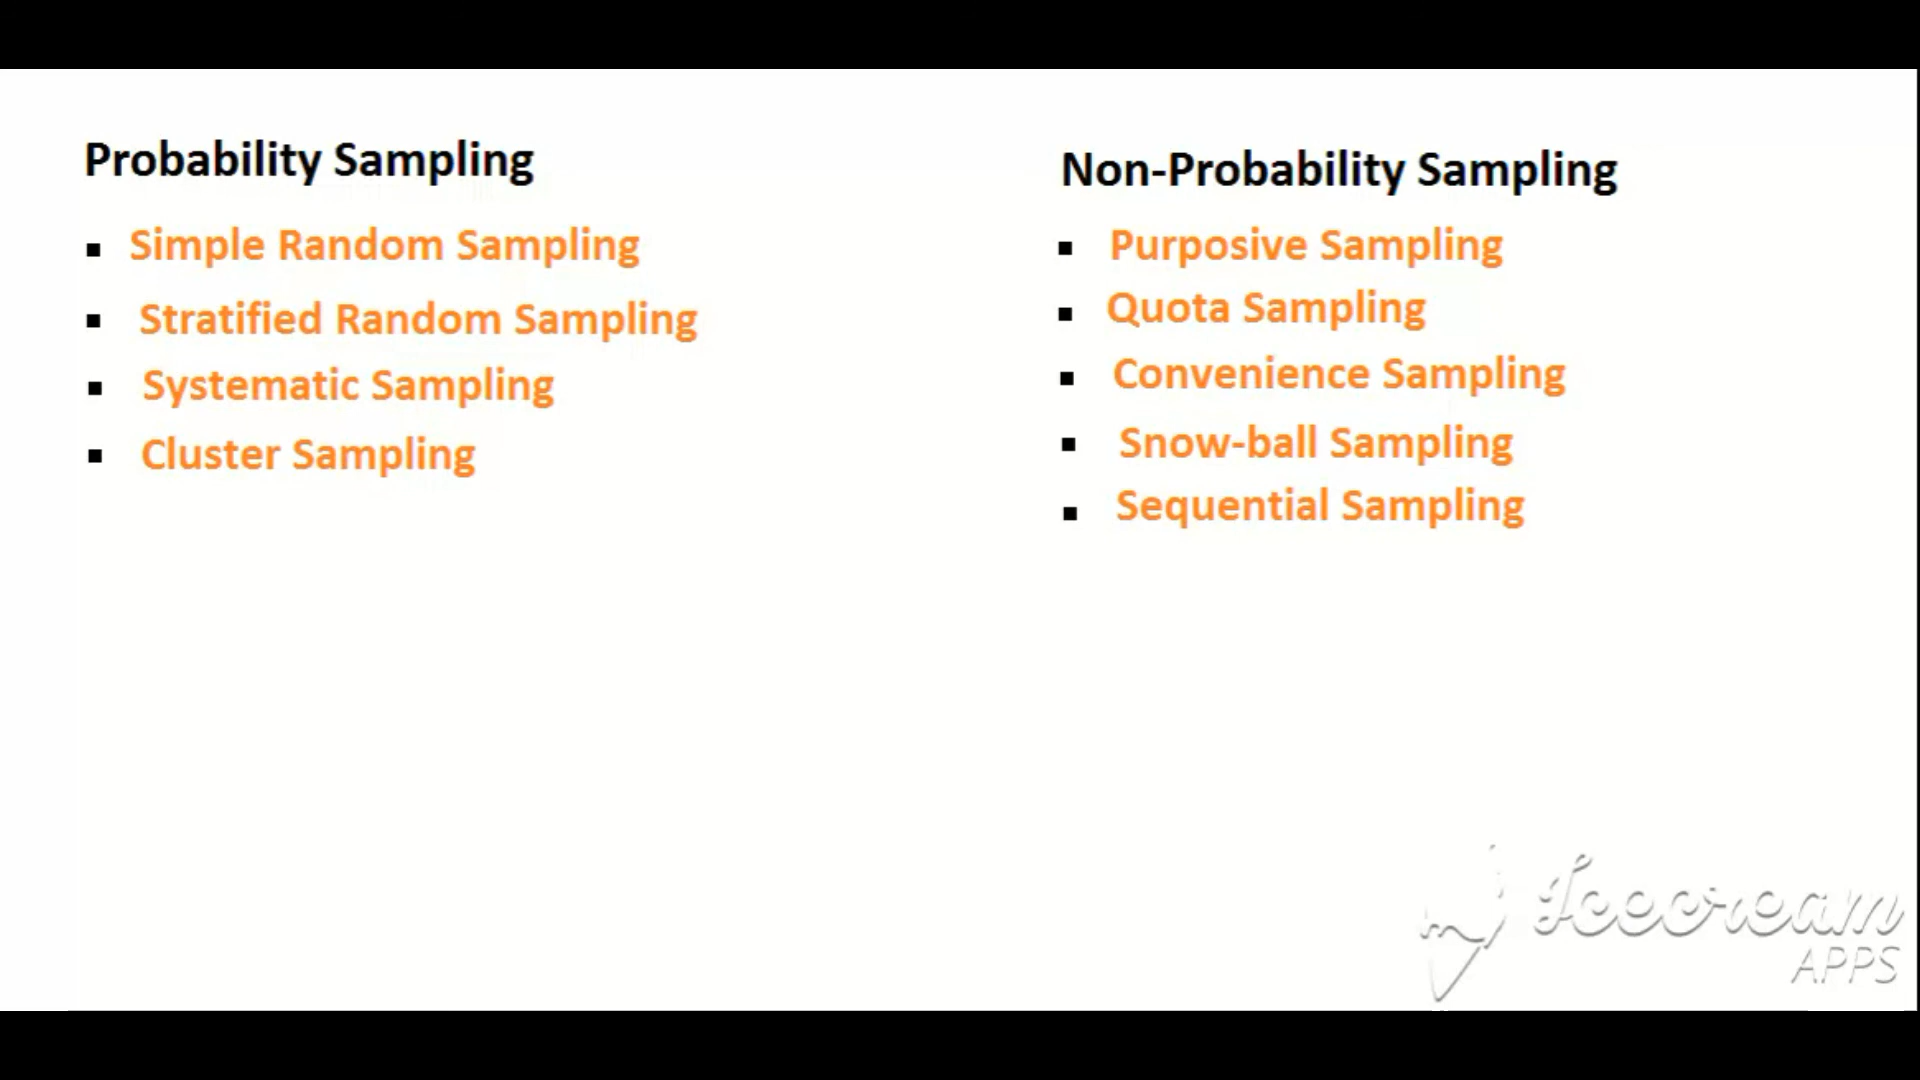 Probability Sampling
▪ Simple Random Sampling
▪ Stratified Random Sampling
▪ Systematic Sampling
▪ Cluster Sampling
Non-Probability Sampling
▪ Purposive Sampling
▪ Quota Sampling
▪ Convenience Sampling
▪ Snow-ball Sampling
▪ Sequential Sampling
Icecream
APPS